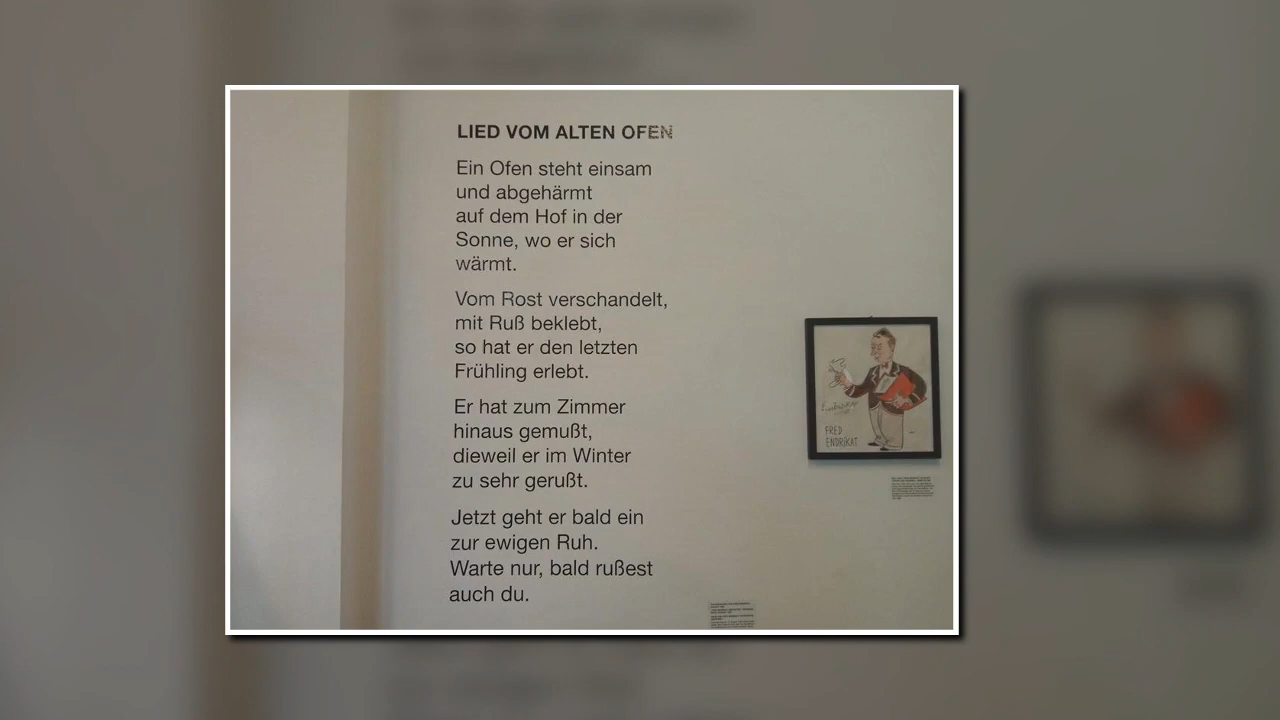 LIED VOM ALTEN OFEN
Ein Ofen steht einsam
und abgehärmt
auf dem Hof in der
Sonne, wo er sich
wärmt.
Vom Rost verschandelt,
mit Ruß beklebt,
so hat er den letzten
Frühling erlebt.
Er hat zum Zimmer
hinaus gemußt,
dieweil er im Winter
zu sehr gerußt.
Jetzt geht er bald ein
zur ewigen Ruh.
Warte nur, bald rußest
auch du.
FRED
ENDRIKAT